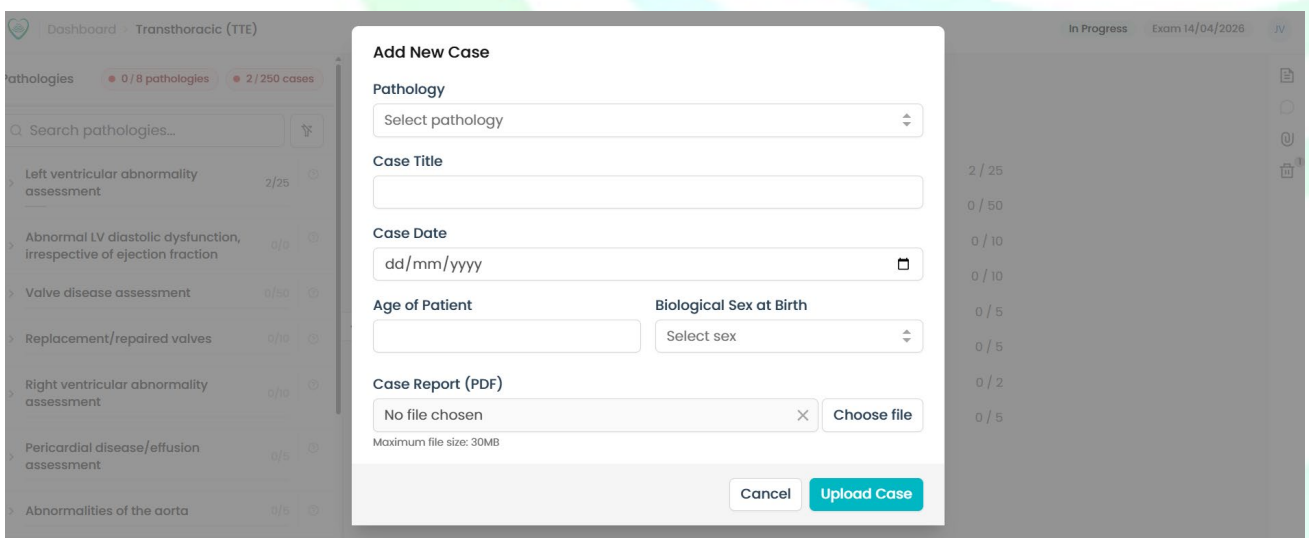 Dashboard > Transthoracic (TTE)
In Progress
Exam 14/04/2026
JV
Pathologies
0/8 pathologies
2/250 cases
Search pathologies...
Left ventricular abnormality
assessment
2/25
Abnormal LV diastolic dysfunction,
irrespective of ejection fraction
0/0
Valve disease assessment
0/50
Replacement/repaired valves
0/10
Right ventricular abnormality
assessment
0/10
Pericardial disease/effusion
assessment
0/5
Abnormalities of the aorta
0/5
Add New Case
Pathology
Select pathology
Case Title
Case Date
dd/mm/yyyy
Age of Patient
Biological Sex at Birth
Select sex
Case Report (PDF)
No file chosen
Choose file
Maximum file size: 30MB
Cancel
Upload Case
2 / 25
0 / 50
0 / 10
0 / 10
0 / 5
0 / 5
0 / 2
0 / 5
1